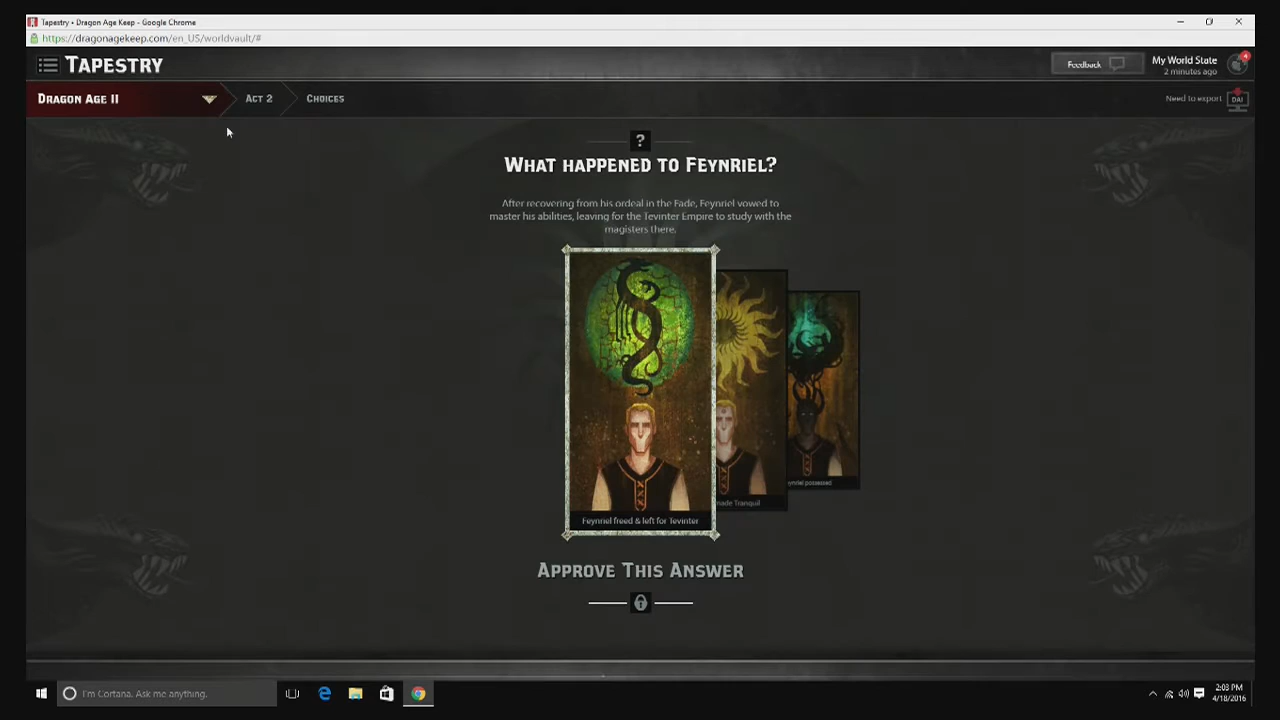 Tapestry • Dragon Age Keep - Google Chrome
https://dragonagekeep.com/en_US/worldvault/#
TAPESTRY
Feedback
My World State
2 minutes ago
4
DRAGON AGE II
ACT 2
CHOICES
Need to export
DAI
?
WHAT HAPPENED TO FEYNRIEL?
After recovering from his ordeal in the Fade, Feynriel vowed to
master his abilities, leaving for the Tevinter Empire to study with the
magisters there.
Feynriel freed & left for Tevinter
made Tranquil
ynriel possessed
APPROVE THIS ANSWER
I'm Cortana. Ask me anything.
2:03 PM
4/18/2016